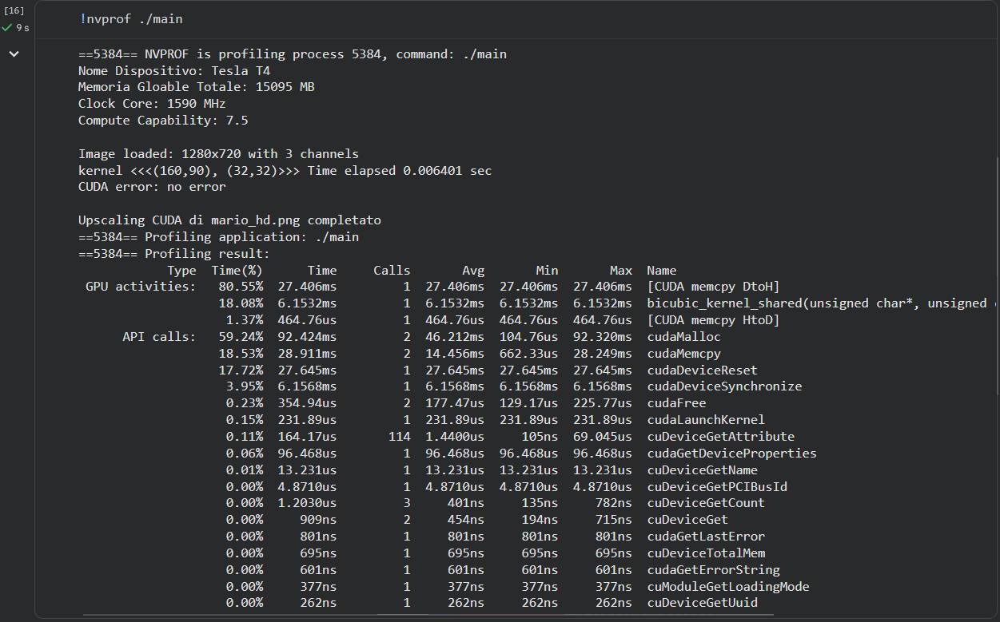 [16]
9 s
!nvprof ./main
==5384== NVPROF is profiling process 5384, command: ./main
Nome Dispositivo: Tesla T4
Memoria Gloable Totale: 15095 MB
Clock Core: 1590 MHz
Compute Capability: 7.5
Image loaded: 1280x720 with 3 channels
kernel <<<(160,90), (32,32)>>> Time elapsed 0.006401 sec
CUDA error: no error
Upscaling CUDA di mario_hd.png completato
==5384== Profiling application: ./main
==5384== Profiling result:
Type Time(%) Time Calls Avg Min Max Name
GPU activities: 80.55% 27.406ms 1 27.406ms 27.406ms 27.406ms [CUDA memcpy DtoH]
18.08% 6.1532ms 1 6.1532ms 6.1532ms 6.1532ms bicubic_kernel_shared(unsigned char*, unsigned
1.37% 464.76us 1 464.76us 464.76us 464.76us [CUDA memcpy HtoD]
API calls: 59.24% 92.424ms 2 46.212ms 104.76us 92.320ms cudaMalloc
18.53% 28.911ms 2 14.456ms 662.33us 28.249ms cudaMemcpy
17.72% 27.645ms 1 27.645ms 27.645ms 27.645ms cudaDeviceReset
3.95% 6.1568ms 1 6.1568ms 6.1568ms 6.1568ms cudaDeviceSynchronize
0.23% 354.94us 2 177.47us 129.17us 225.77us cudaFree
0.15% 231.89us 1 231.89us 231.89us 231.89us cudaLaunchKernel
0.11% 164.17us 114 1.4400us 105ns 69.045us cuDeviceGetAttribute
0.06% 96.468us 1 96.468us 96.468us 96.468us cudaGetDeviceProperties
0.01% 13.231us 1 13.231us 13.231us 13.231us cuDeviceGetName
0.00% 4.8710us 1 4.8710us 4.8710us 4.8710us cuDeviceGetPCIBusId
0.00% 1.2030us 3 401ns 135ns 782ns cuDeviceGetCount
0.00% 909ns 2 454ns 194ns 715ns cuDeviceGet
0.00% 801ns 1 801ns 801ns 801ns cudaGetLastError
0.00% 695ns 1 695ns 695ns 695ns cuDeviceTotalMem
0.00% 601ns 1 601ns 601ns 601ns cudaGetErrorString
0.00% 377ns 1 377ns 377ns 377ns cuModuleGetLoadingMode
0.00% 262ns 1 262ns 262ns 262ns cuDeviceGetUuid